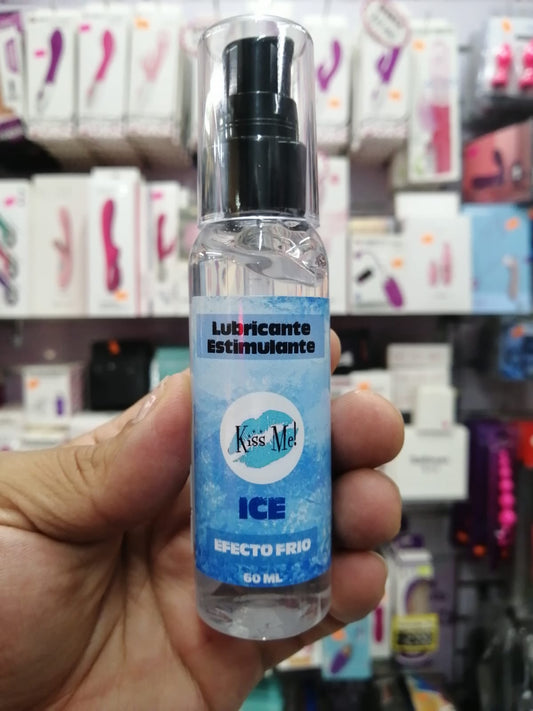 Lubricante
Estimulante
Kiss Me!
ICE
EFECTO FRIO
60 ML